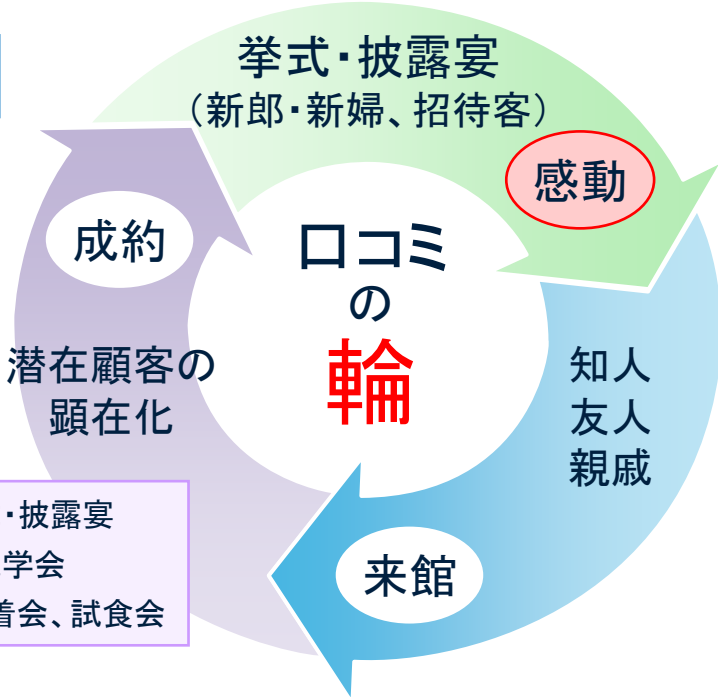 挙式・披露宴
（新郎・新婦、招待客）
感動
成約
口コミ
の
輪
潜在顧客の
顕在化
知人
友人
親戚
・披露宴
学会
会、試食会
来館